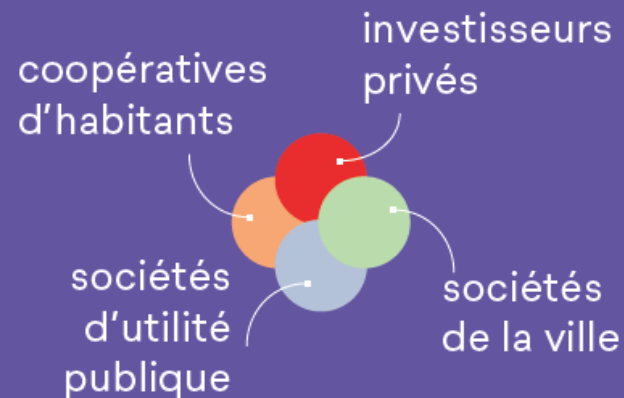 coopératives
d'habitants
investisseurs
privés
sociétés
d'utilité
publique
sociétés
de la ville